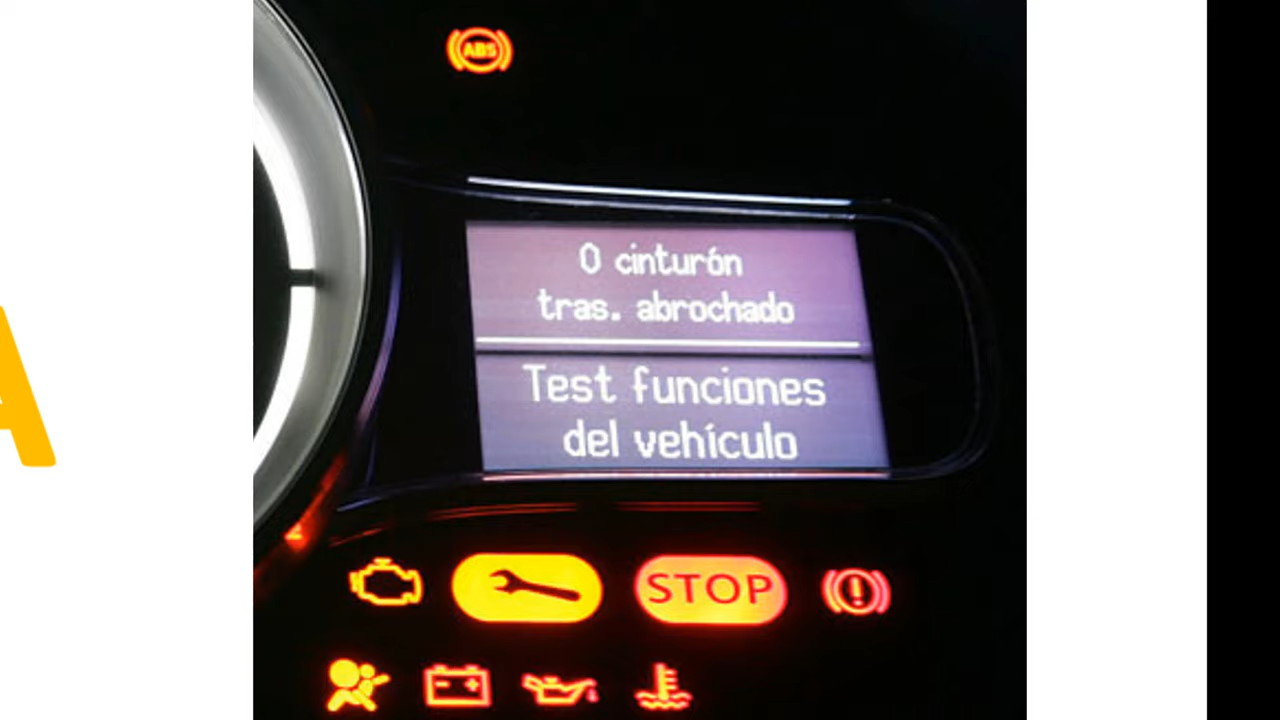 A
ABS
0 cinturón
tras. abrochado
Test funciones
del vehículo
STOP